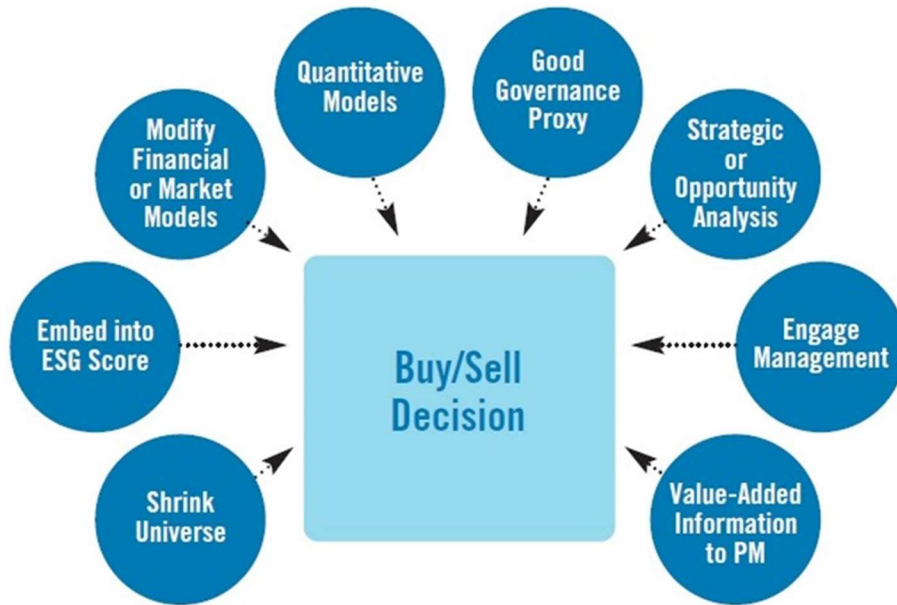 Quantitative
Models
Good
Governance
Proxy
Modify
Financial
or Market
Models
Strategic
or
Opportunity
Analysis
Embed into
ESG Score
Buy/Sell
Decision
Engage
Management
Shrink
Universe
Value-Added
Information
to PM